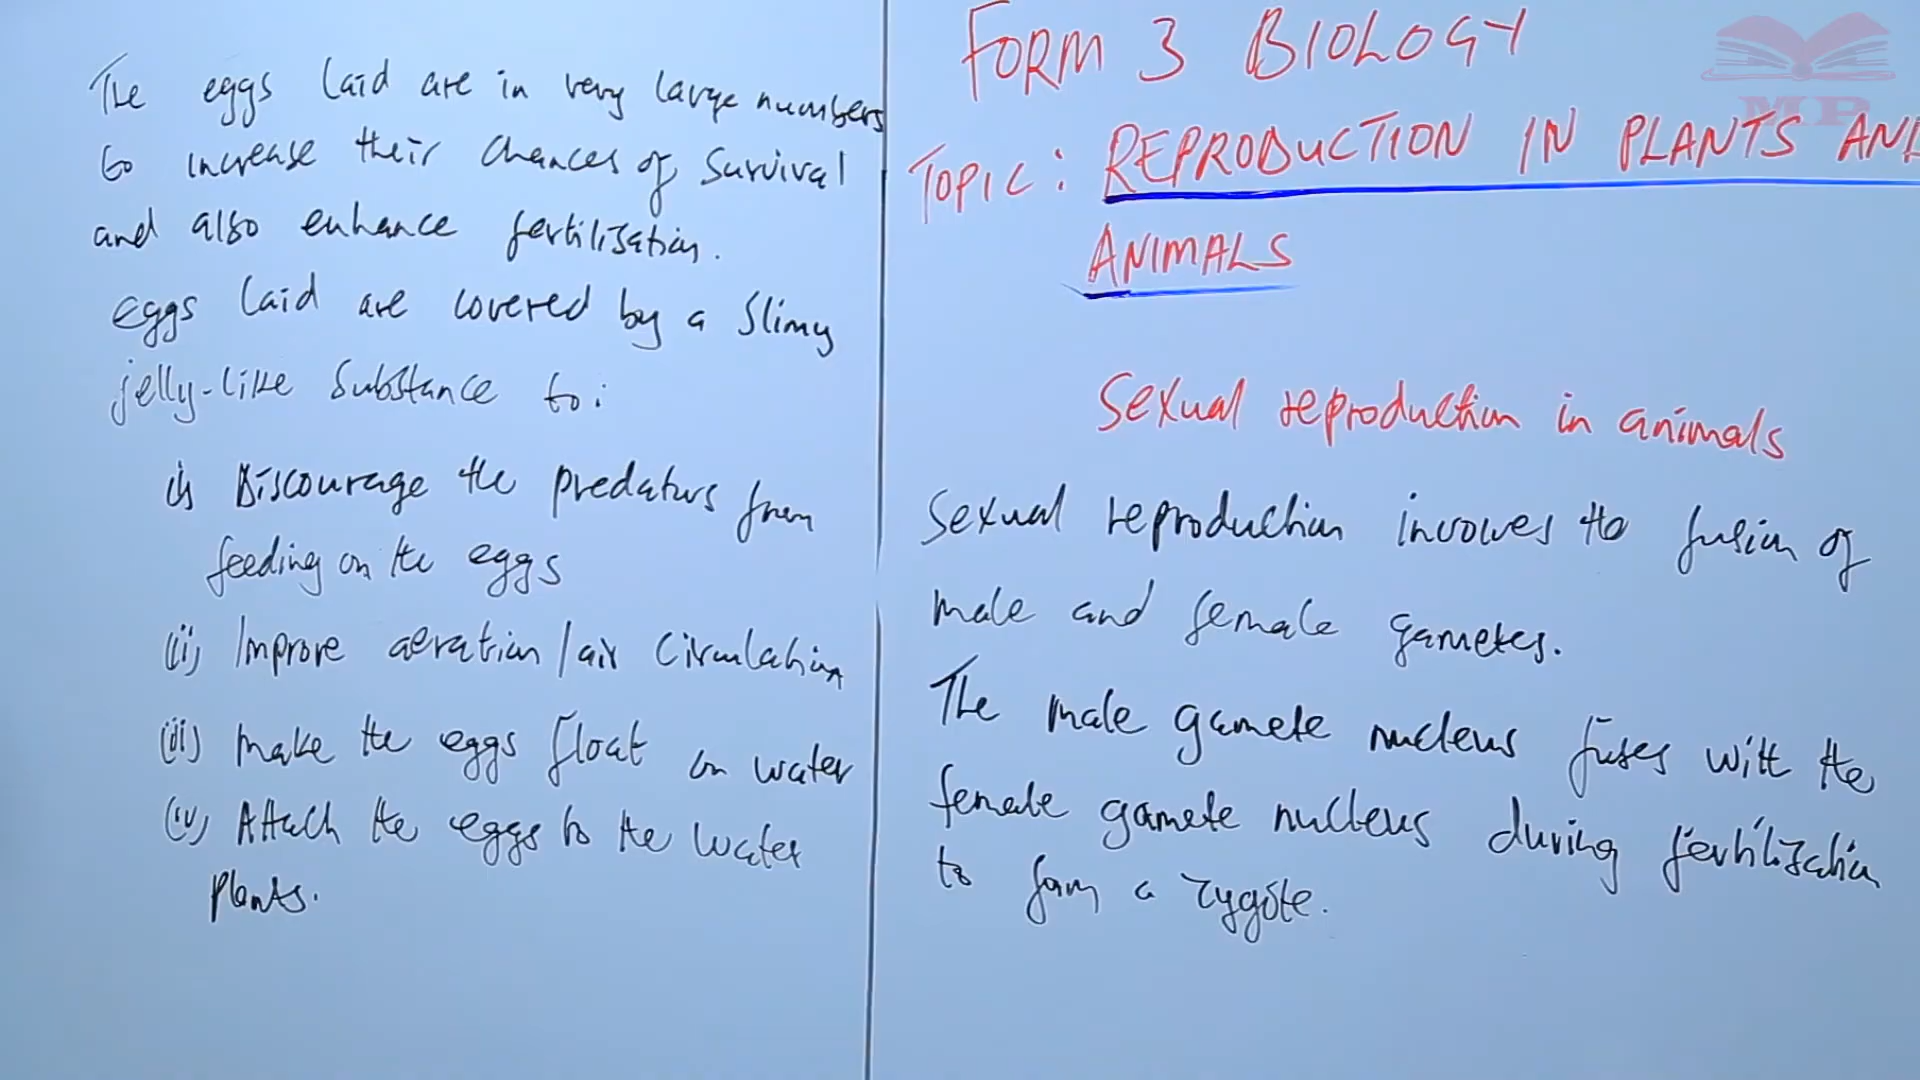 The eggs laid are in very large numbers
to increase their chances of survival
and also enhance fertilisation.
eggs laid are covered by a slimy
jelly-like substance to:
(i) Discourage the predators from
feeding on the eggs
(ii) Improve aeration/air circulation
(iii) Make the eggs float on water
(iv) Attach the eggs to the water
plants.
FORM 3 BIOLOGY
TOPIC: REPRODUCTION IN PLANTS AND
ANIMALS
Sexual reproduction in animals
Sexual reproduction involves the fusion of
male and female gametes.
The male gamete nucleus fuses with the
female gamete nucleus during fertilization
to form a zygote.
MP